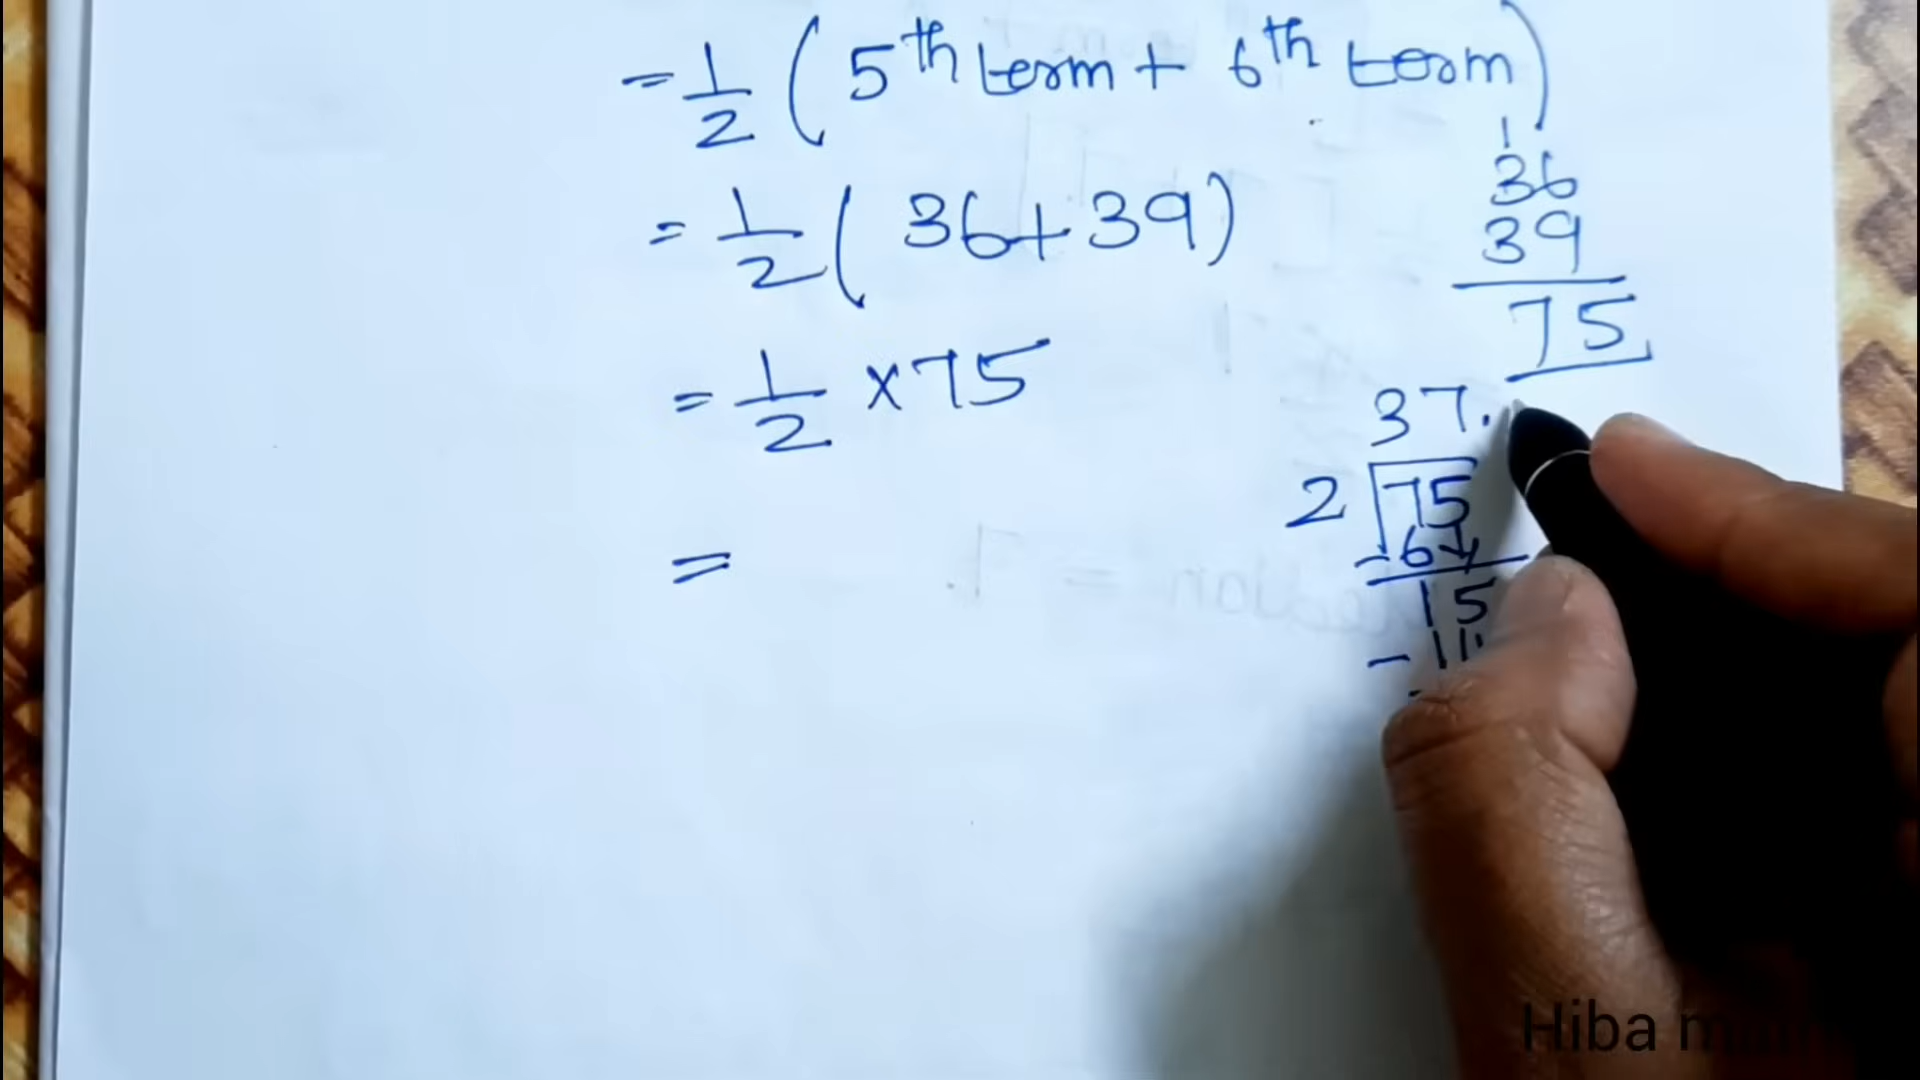 = 1/2 ( 5th term + 6th term )
= 1/2 ( 36+39)
= 1/2 × 75
=
1
36
39
75
37.
2 75
- 6
15
Hiba